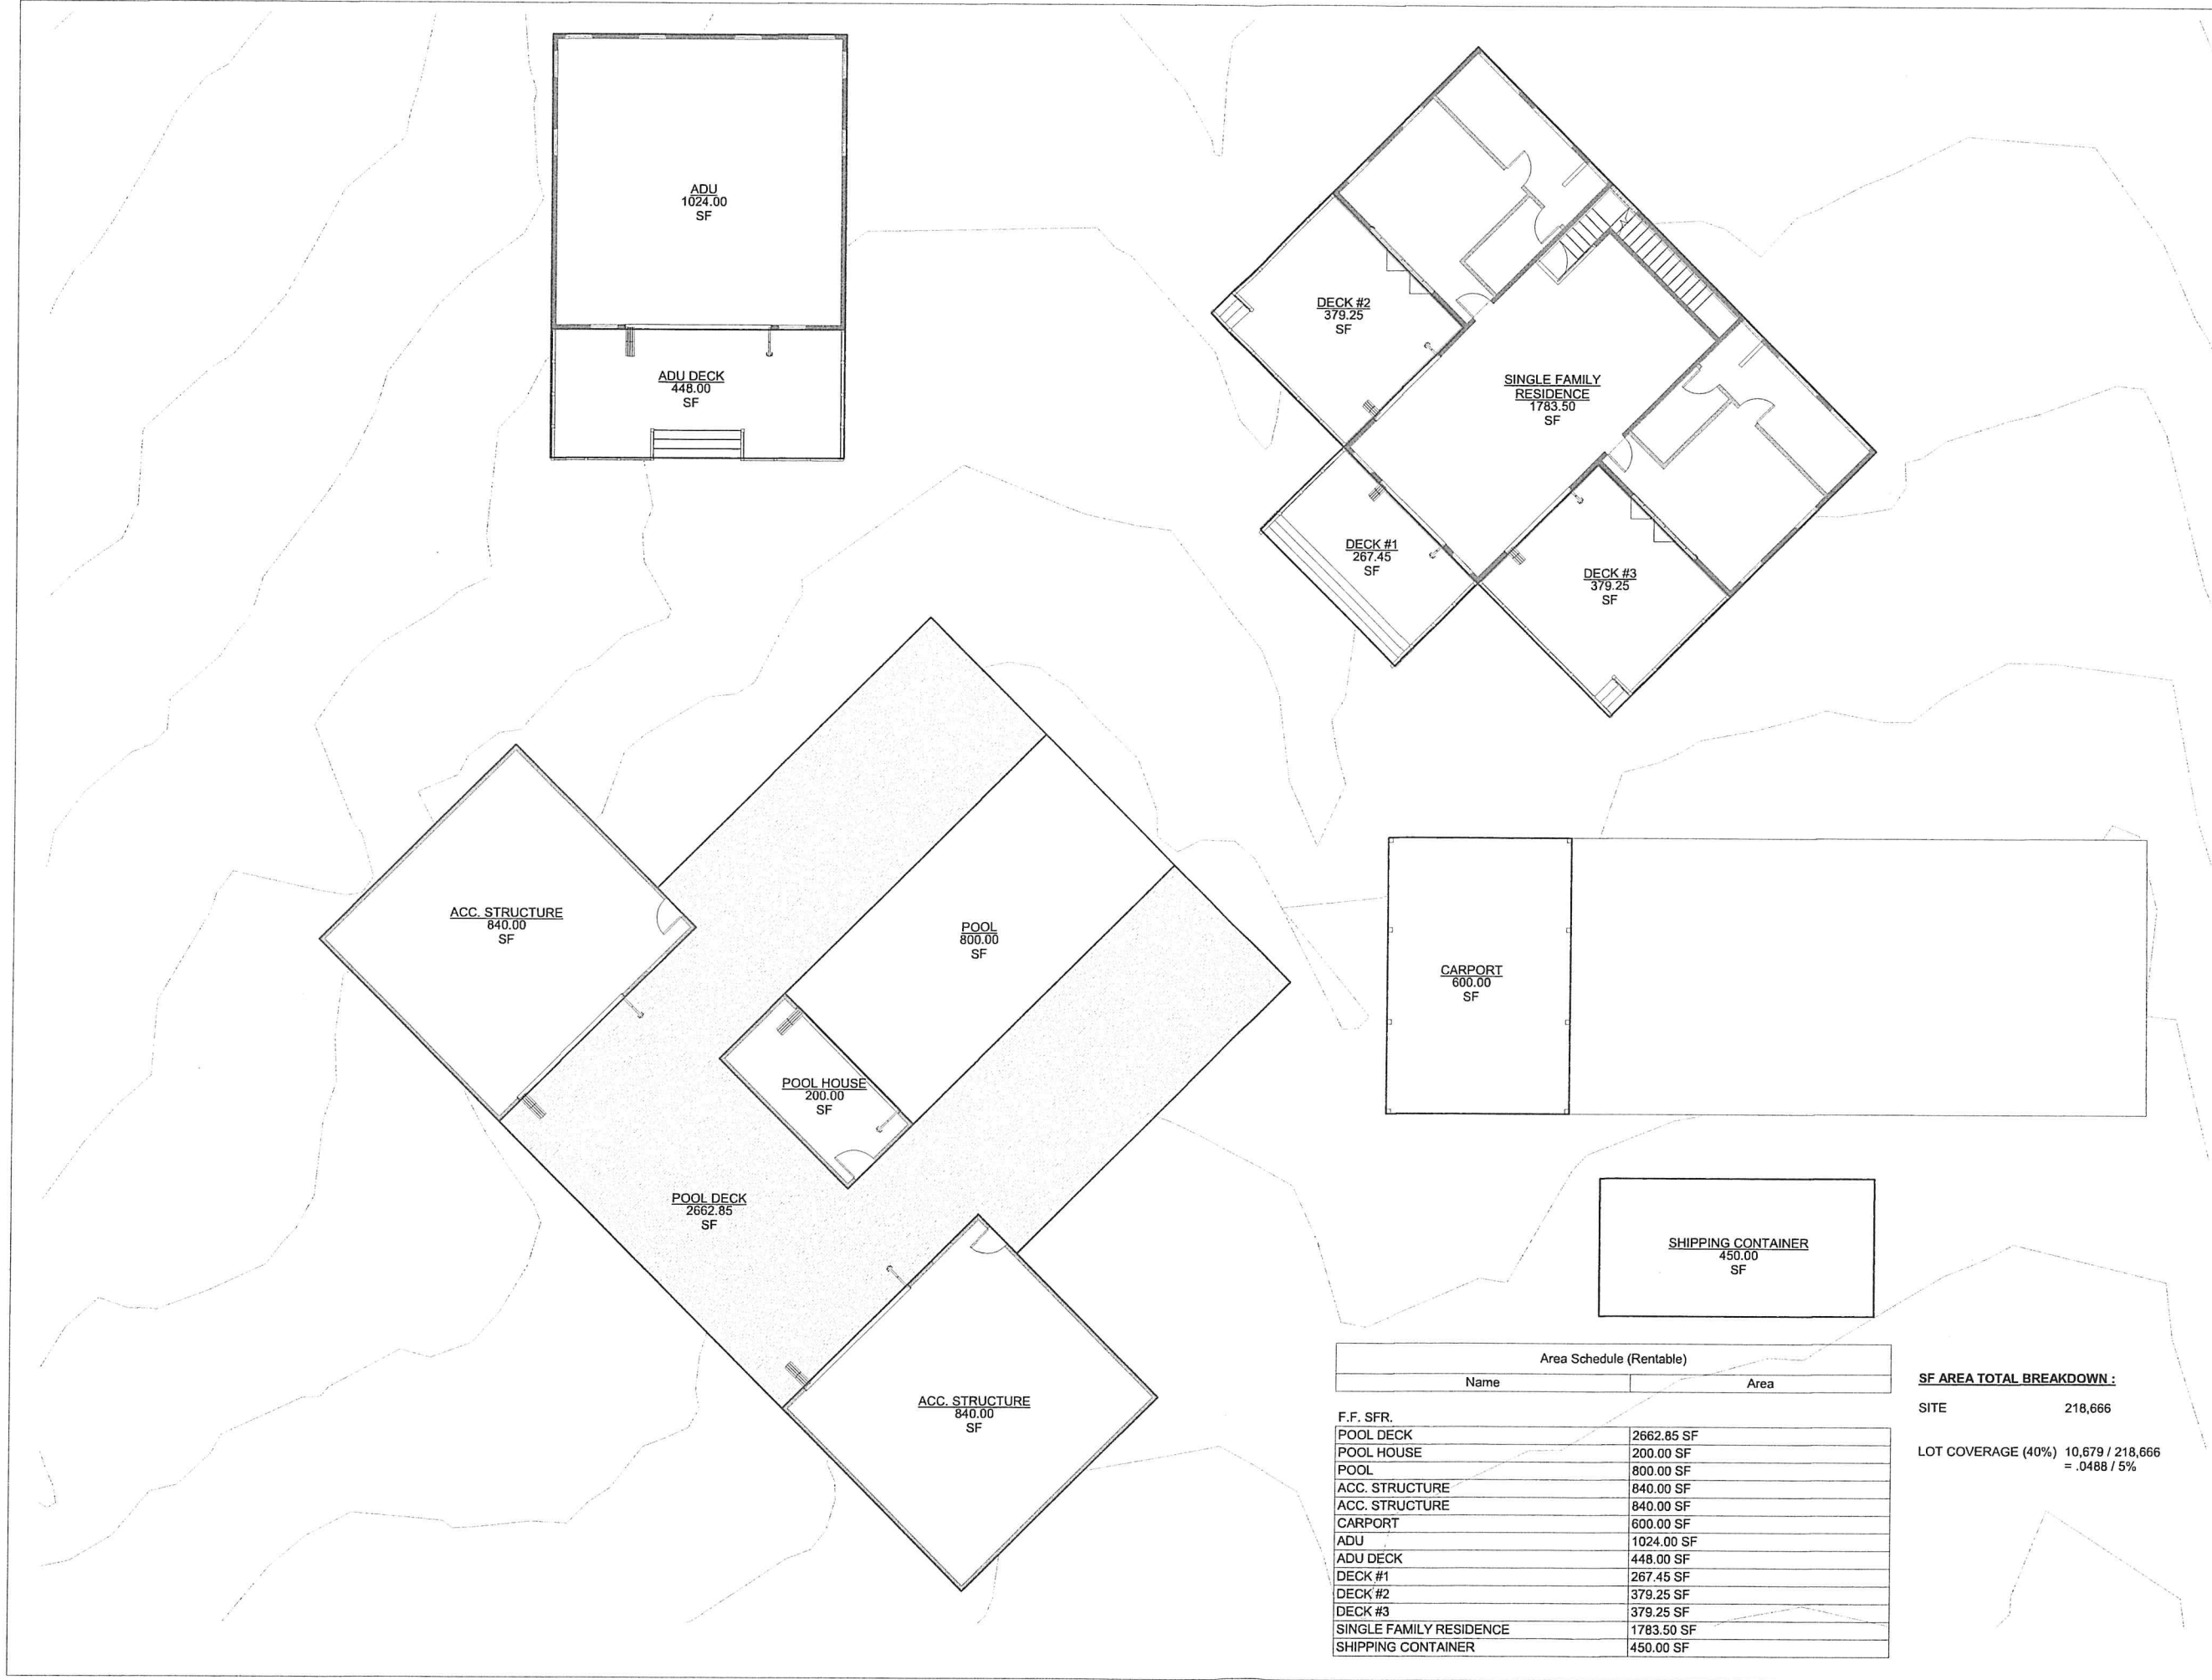 ADU
1024.00
SF
ADU DECK
448.00
SF
DECK #2
379.25
SF
SINGLE FAMILY
RESIDENCE
1783.50
SF
DECK #1
267.45
SF
DECK #3
379.25
SF
ACC. STRUCTURE
840.00
SF
POOL
800.00
SF
CARPORT
600.00
SF
POOL HOUSE
200.00
SF
POOL DECK
2662.85
SF
SHIPPING CONTAINER
450.00
SF
ACC. STRUCTURE
840.00
SF
Area Schedule (Rentable)
Name Area
F.F. SFR.
POOL DECK 2662.85 SF
POOL HOUSE 200.00 SF
POOL 800.00 SF
ACC. STRUCTURE 840.00 SF
ACC. STRUCTURE 840.00 SF
CARPORT 600.00 SF
ADU 1024.00 SF
ADU DECK 448.00 SF
DECK #1 267.45 SF
DECK #2 379.25 SF
DECK #3 379.25 SF
SINGLE FAMILY RESIDENCE 1783.50 SF
SHIPPING CONTAINER 450.00 SF
SF AREA TOTAL BREAKDOWN :
SITE 218,666
LOT COVERAGE (40%) 10,679 / 218,666
= .0488 / 5%